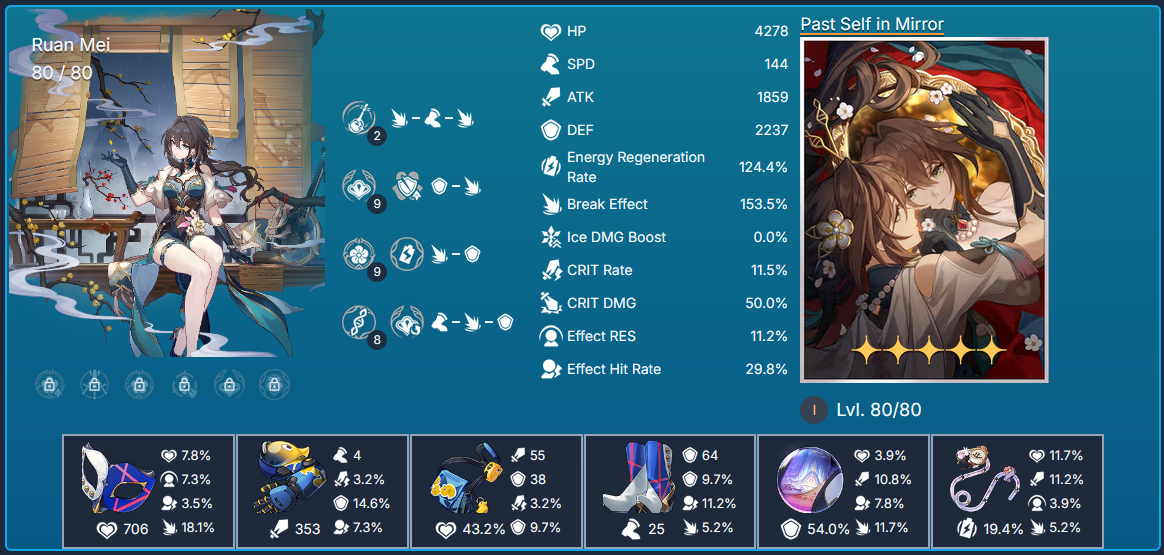 Ruan Mei
80 / 80
2
9
9
8
HP 4278
SPD 144
ATK 1859
DEF 2237
Energy Regeneration
Rate 124.4%
Break Effect 153.5%
Ice DMG Boost 0.0%
CRIT Rate 11.5%
CRIT DMG 50.0%
Effect RES 11.2%
Effect Hit Rate 29.8%
Past Self in Mirror
I Lvl. 80/80
7.8%
7.3%
3.5%
706 18.1%
4
3.2%
14.6%
353 7.3%
55
38
3.2%
43.2% 9.7%
64
9.7%
11.2%
25 5.2%
3.9%
10.8%
7.8%
54.0% 11.7%
11.7%
11.2%
3.9%
19.4% 5.2%